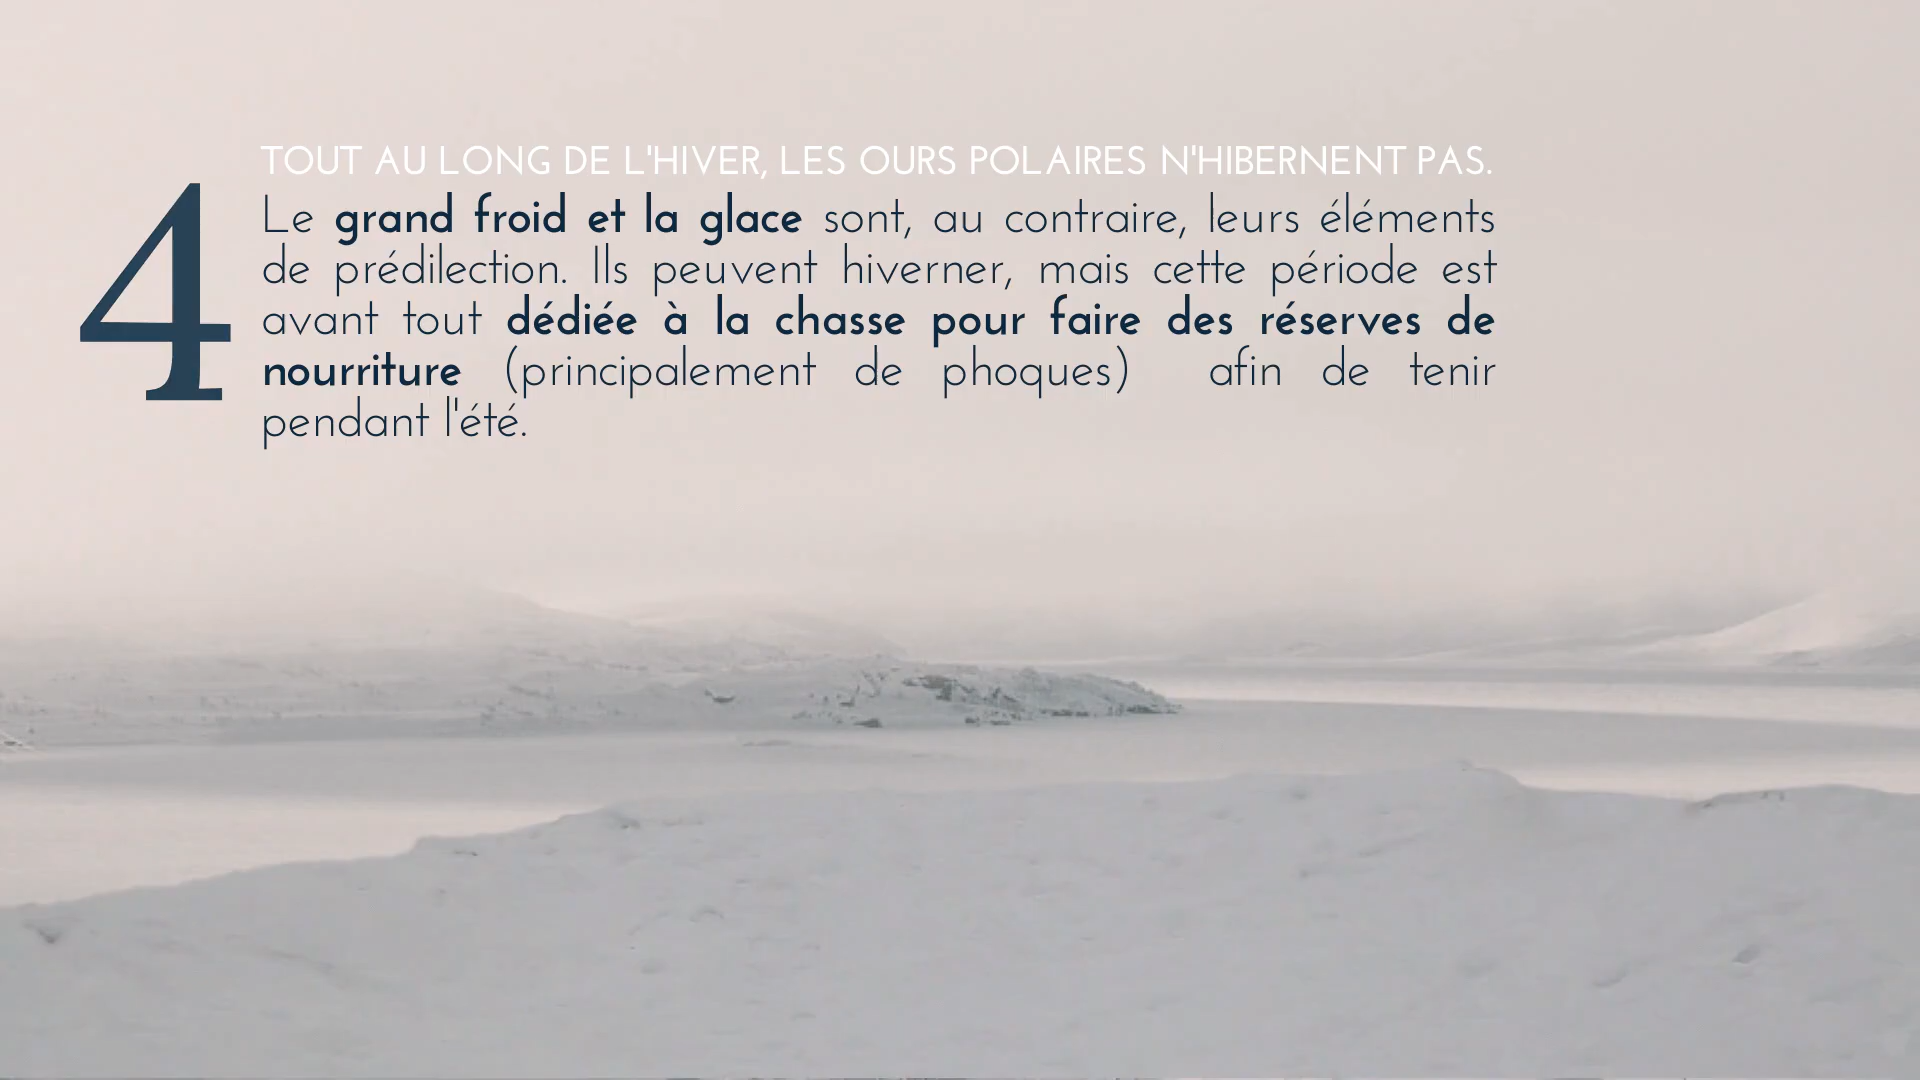 TOUT AU LONG DE L'HIVER, LES OURS POLAIRES N'HIBERNENT PAS.
4
Le grand froid et la glace sont, au contraire, leurs éléments
de prédilection. Ils peuvent hiverner, mais cette période est
avant tout dédiée à la chasse pour faire des réserves de
nourriture (principalement de phoques) afin de tenir
pendant l'été.